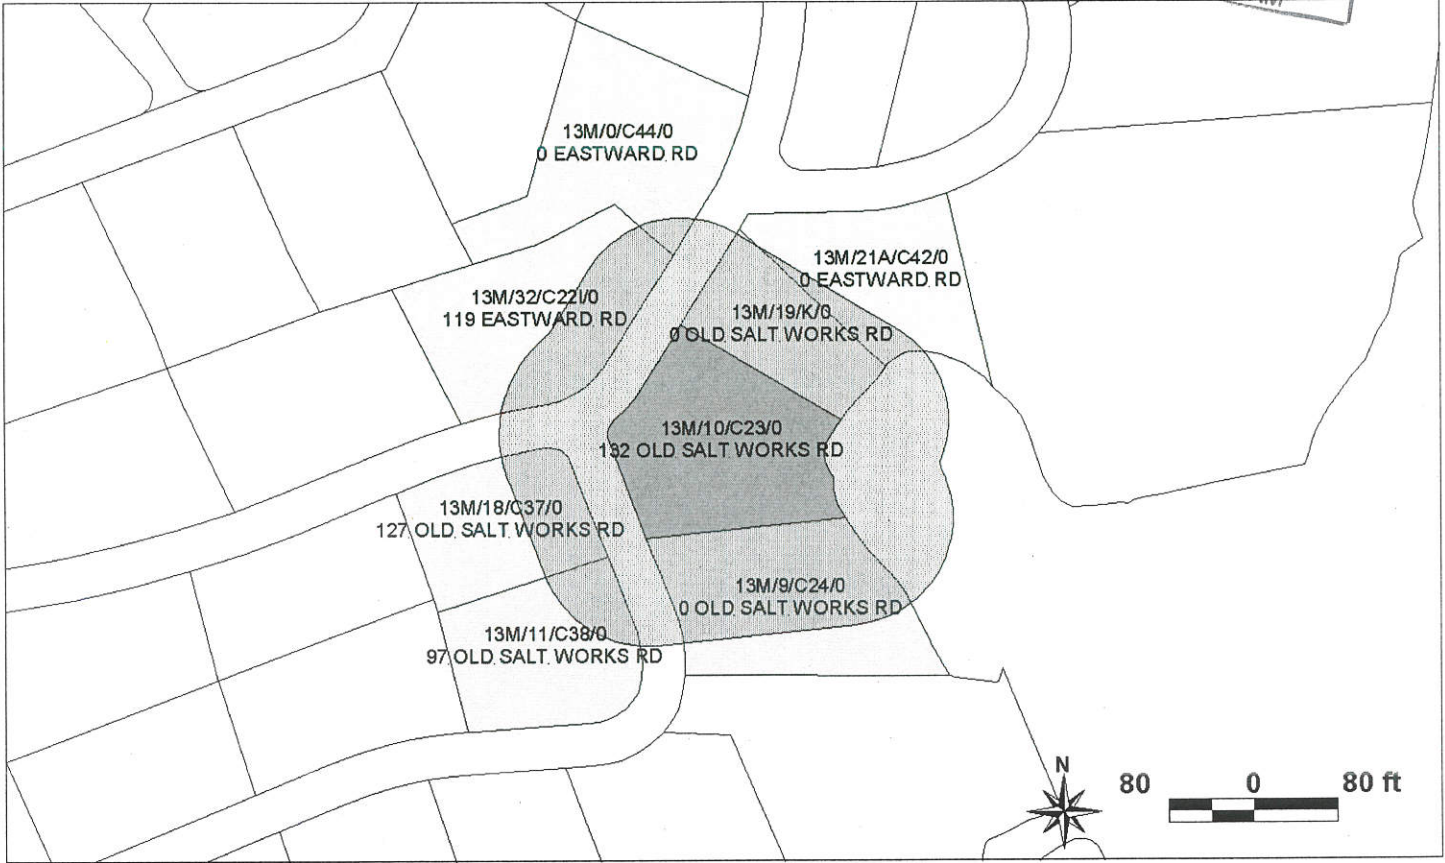 13M/0/C44/0
0 EASTWARD RD
13M/21A/C42/0
0 EASTWARD RD
13M/32/C22I/0
119 EASTWARD RD
13M/19/K/0
0 OLD SALT WORKS RD
13M/10/C23/0
132 OLD SALT WORKS RD
13M/18/C37/0
127 OLD SALT WORKS RD
13M/9/C24/0
0 OLD SALT WORKS RD
13M/11/C38/0
97 OLD SALT WORKS RD
N
80 0 80 ft